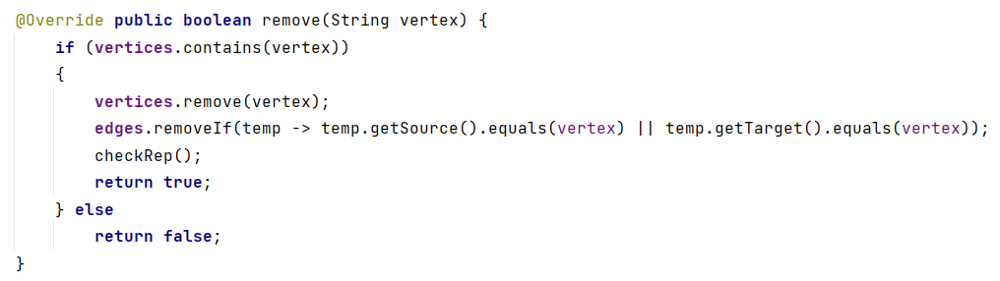 @Override public boolean remove(String vertex) {
    if (vertices.contains(vertex))
    {
        vertices.remove(vertex);
        edges.removeIf(temp -> temp.getSource().equals(vertex) || temp.getTarget().equals(vertex));
        checkRep();
        return true;
    } else
        return false;
}